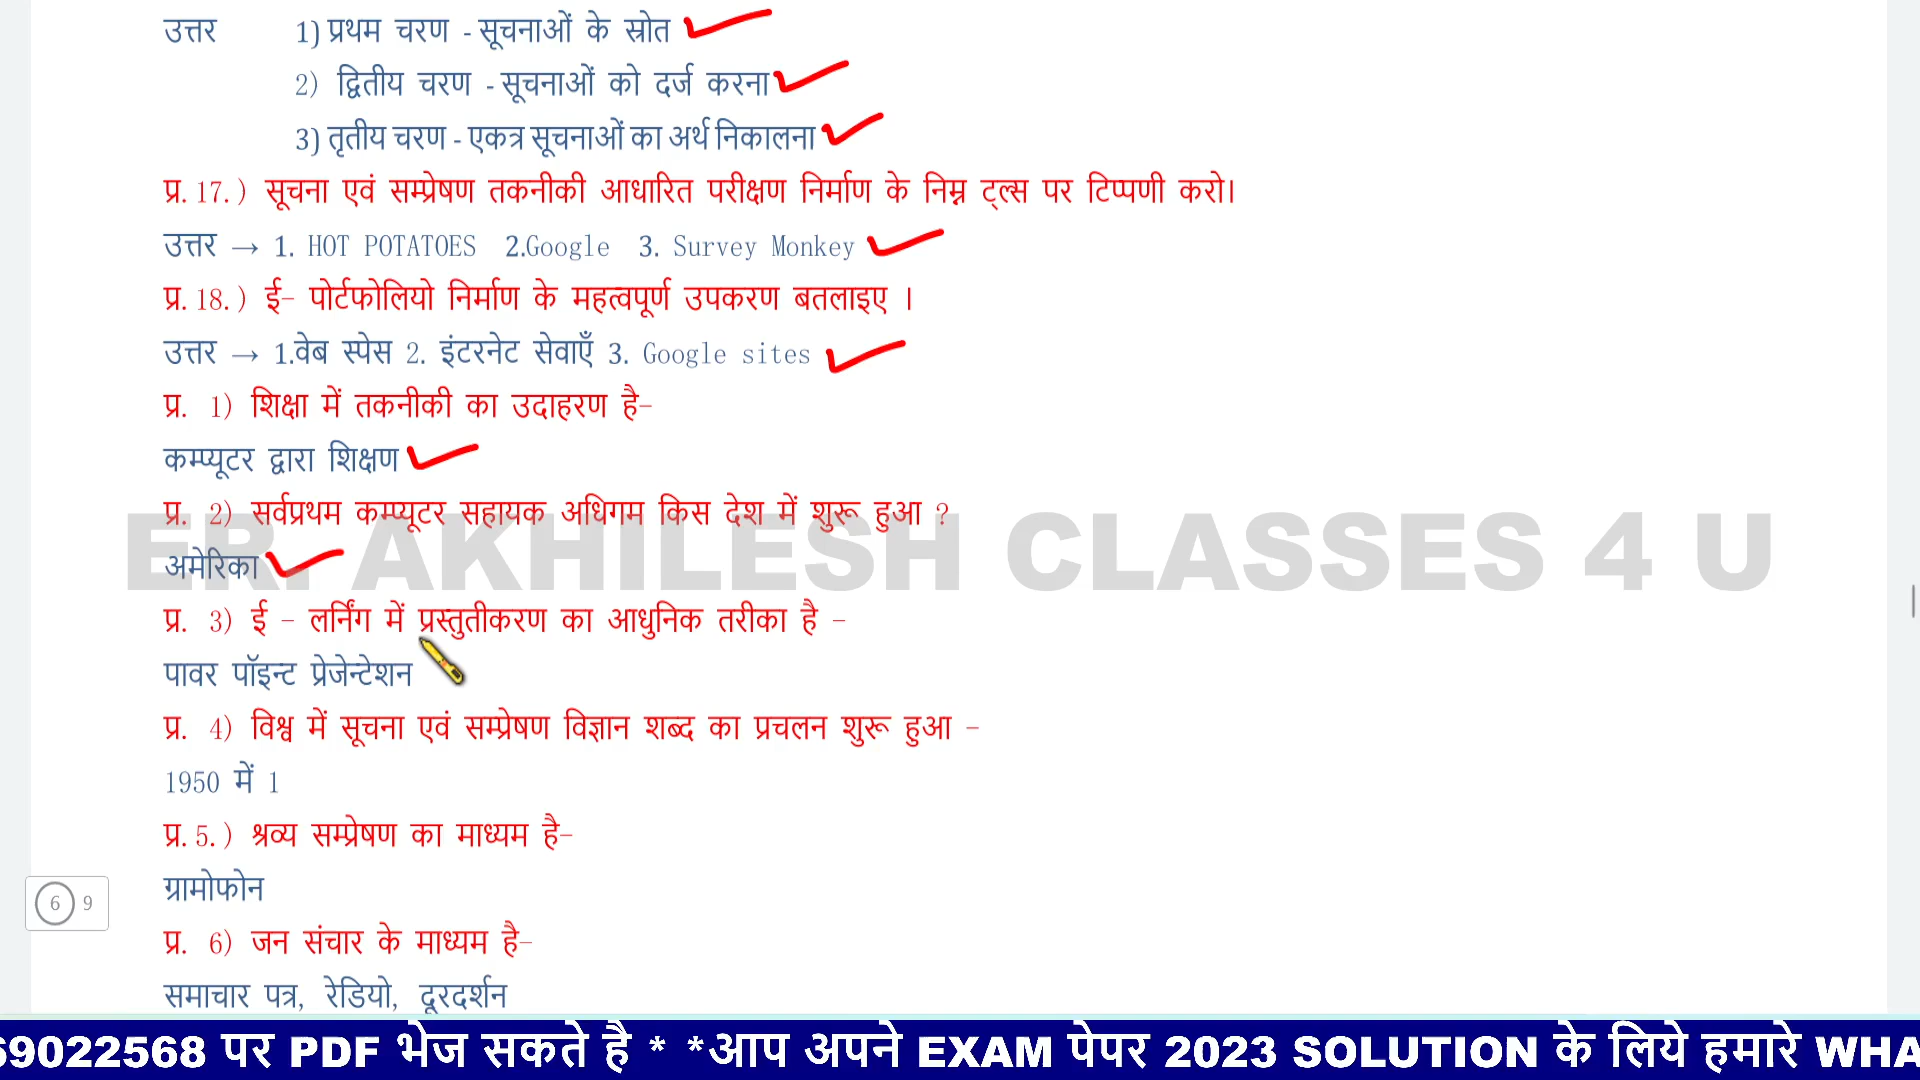 उत्तर 1) प्रथम चरण - सूचनाओं के स्रोत
2) द्वितीय चरण - सूचनाओं को दर्ज करना
3) तृतीय चरण - एकत्र सूचनाओं का अर्थ निकालना
प्र. 17.) सूचना एवं सम्प्रेषण तकनीकी आधारित परीक्षण निर्माण के निम्न ट्ल्स पर टिप्पणी करो।
उत्तर → 1. HOT POTATOES 2.Google 3. Survey Monkey
प्र. 18.) ई- पोर्टफोलियो निर्माण के महत्वपूर्ण उपकरण बतलाइए ।
उत्तर → 1.वेब स्पेस 2. इंटरनेट सेवाएँ 3. Google sites
प्र. 1) शिक्षा में तकनीकी का उदाहरण है-
कम्प्यूटर द्वारा शिक्षण
प्र. 2) सर्वप्रथम कम्प्यूटर सहायक अधिगम किस देश में शुरू हुआ ?
ER. AKHILESH CLASSES 4 U
अमेरिका
प्र. 3) ई - लर्निंग में प्रस्तुतीकरण का आधुनिक तरीका है -
पावर पॉइन्ट प्रेजेन्टेशन
प्र. 4) विश्व में सूचना एवं सम्प्रेषण विज्ञान शब्द का प्रचलन शुरू हुआ -
1950 में 1
प्र. 5.) श्रव्य सम्प्रेषण का माध्यम है-
ग्रामोफोन
6 9
प्र. 6) जन संचार के माध्यम है-
समाचार पत्र, रेडियो, दूरदर्शन
69022568 पर PDF भेज सकते है * *आप अपने EXAM पेपर 2023 SOLUTION के लिये हमारे WHA